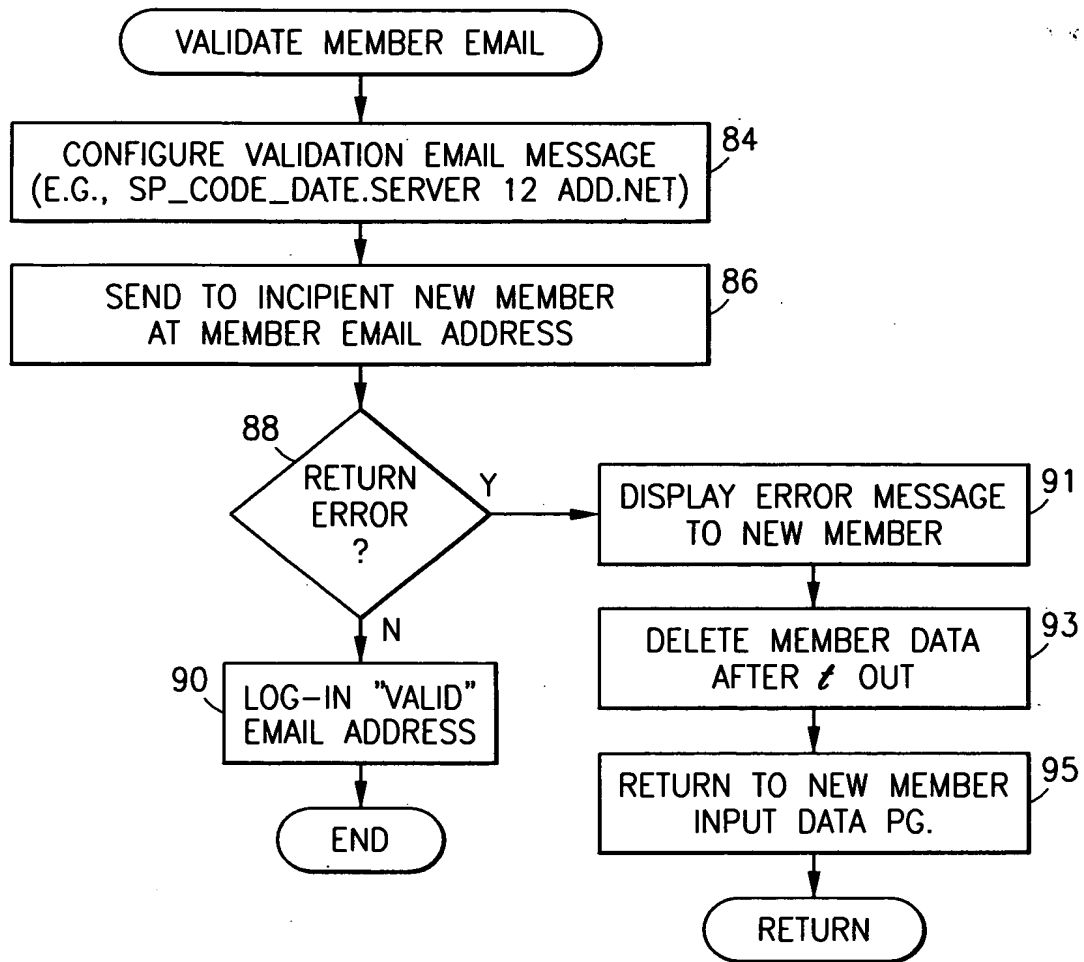 VALIDATE MEMBER EMAIL
84
CONFIGURE VALIDATION EMAIL MESSAGE
(E.G., SP_CODE_DATE.SERVER 12 ADD.NET)
86
SEND TO INCIPIENT NEW MEMBER
AT MEMBER EMAIL ADDRESS
88
RETURN
ERROR
?
Y
N
91
DISPLAY ERROR MESSAGE
TO NEW MEMBER
93
DELETE MEMBER DATA
AFTER t OUT
90
LOG-IN "VALID"
EMAIL ADDRESS
95
RETURN TO NEW MEMBER
INPUT DATA PG.
END
RETURN